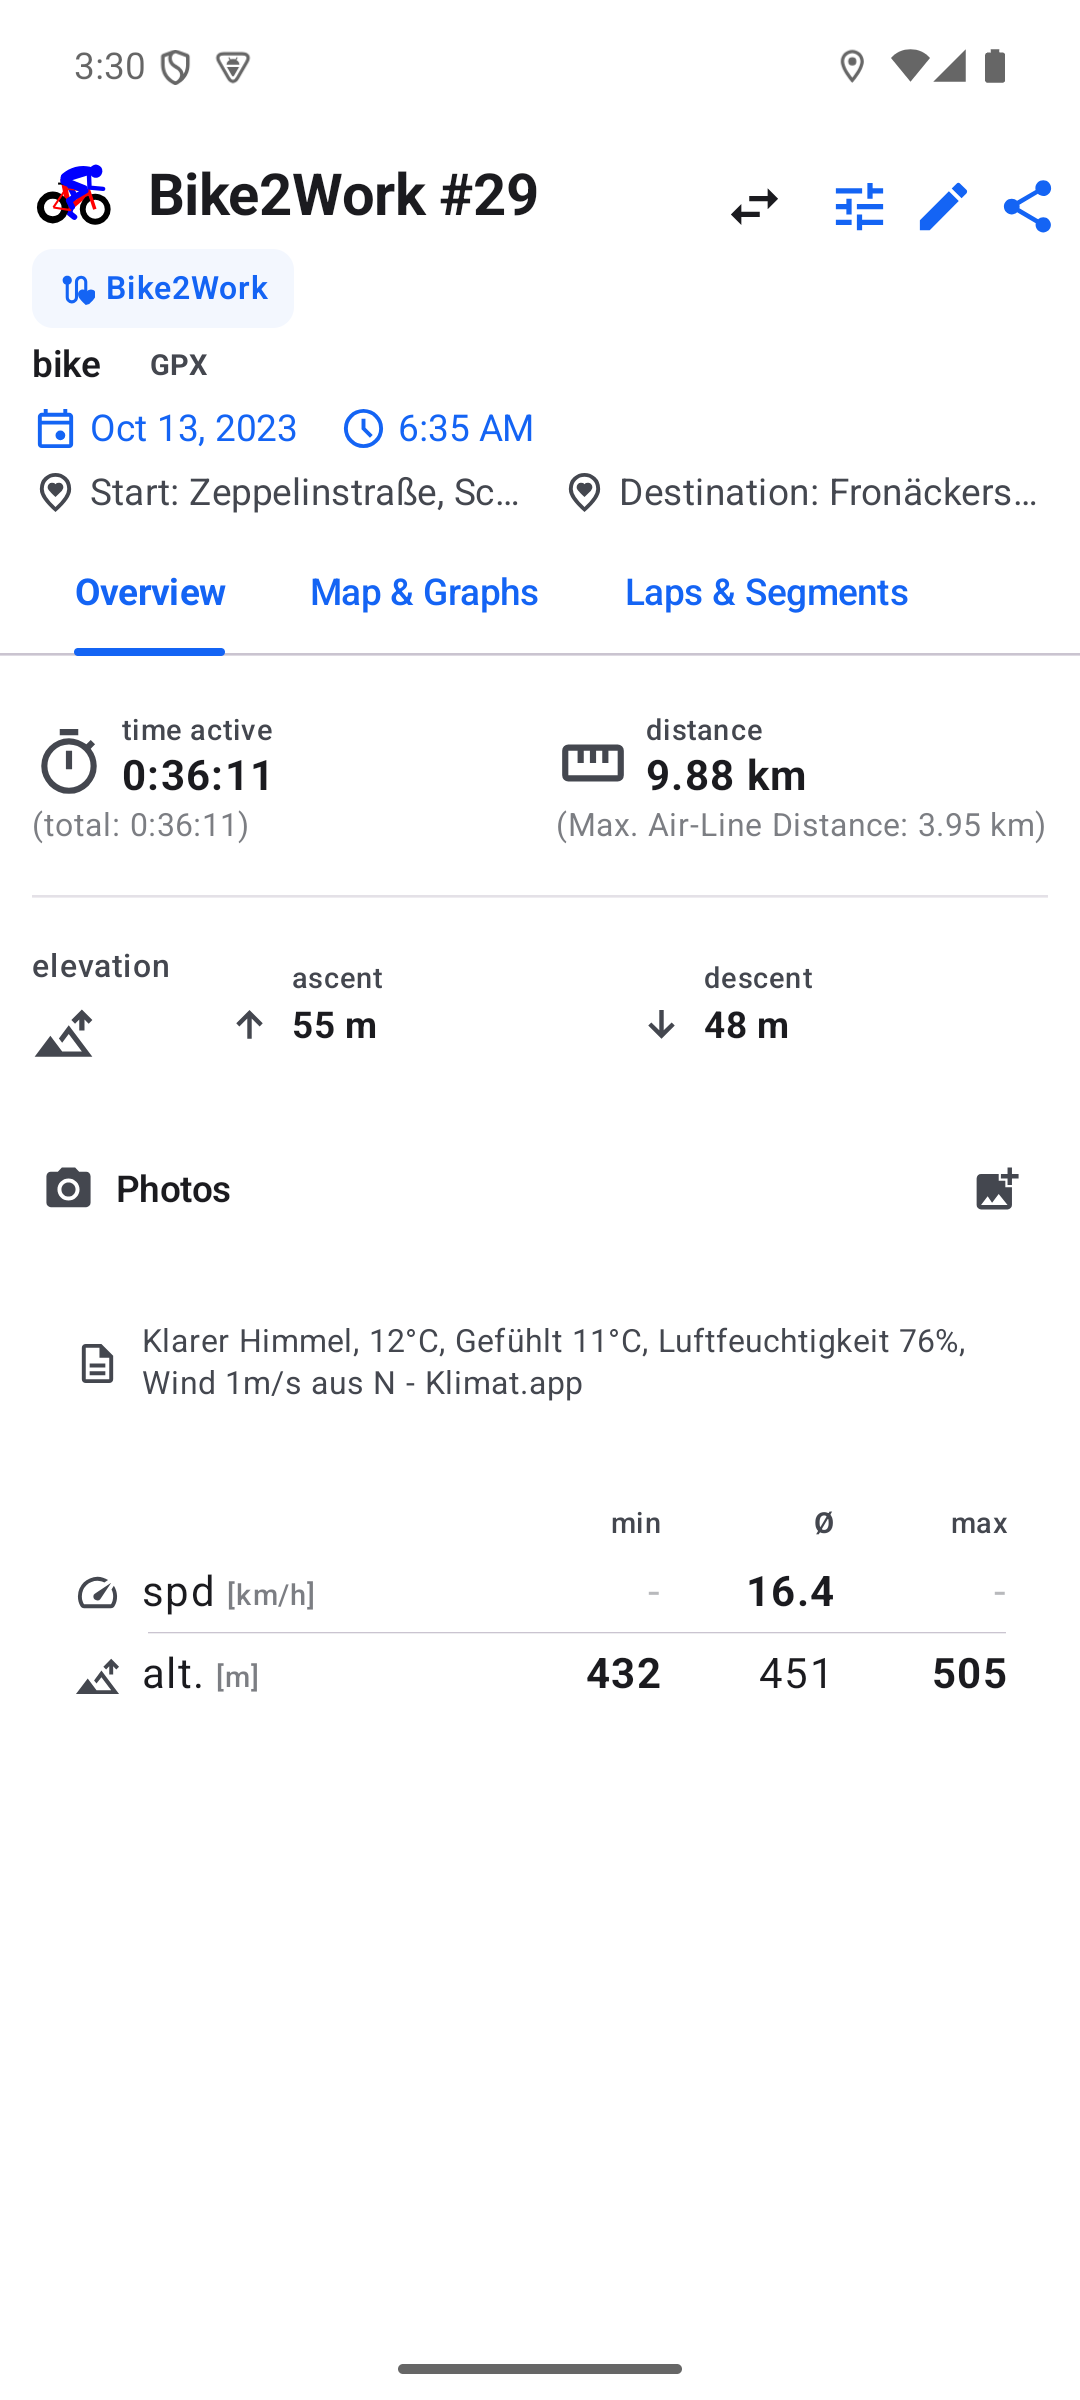 3:30
Bike2Work #29
Bike2Work
bike GPX
Oct 13, 2023 6:35 AM
Start: Zeppelinstraße, Sc... Destination: Fronäckers...
Overview Map & Graphs Laps & Segments
time active distance
0:36:11 9.88 km
(total: 0:36:11) (Max. Air-Line Distance: 3.95 km)
elevation ascent descent
55 m 48 m
Photos
Klarer Himmel, 12°C, Gefühlt 11°C, Luftfeuchtigkeit 76%,
Wind 1m/s aus N - Klimat.app
min Ø max
spd [km/h] - 16.4 -
alt. [m] 432 451 505